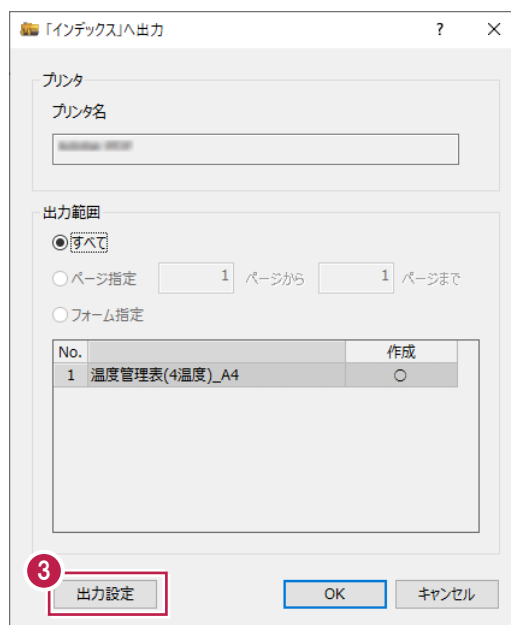 「インデックス」へ出力 ? ×
プリンタ
プリンタ名
出力範囲
すべて
ページ指定 1 ページから 1 ページまで
フォーム指定
No. 作成
1 温度管理表(4温度)_A4 ○
3
出力設定 OK キャンセル